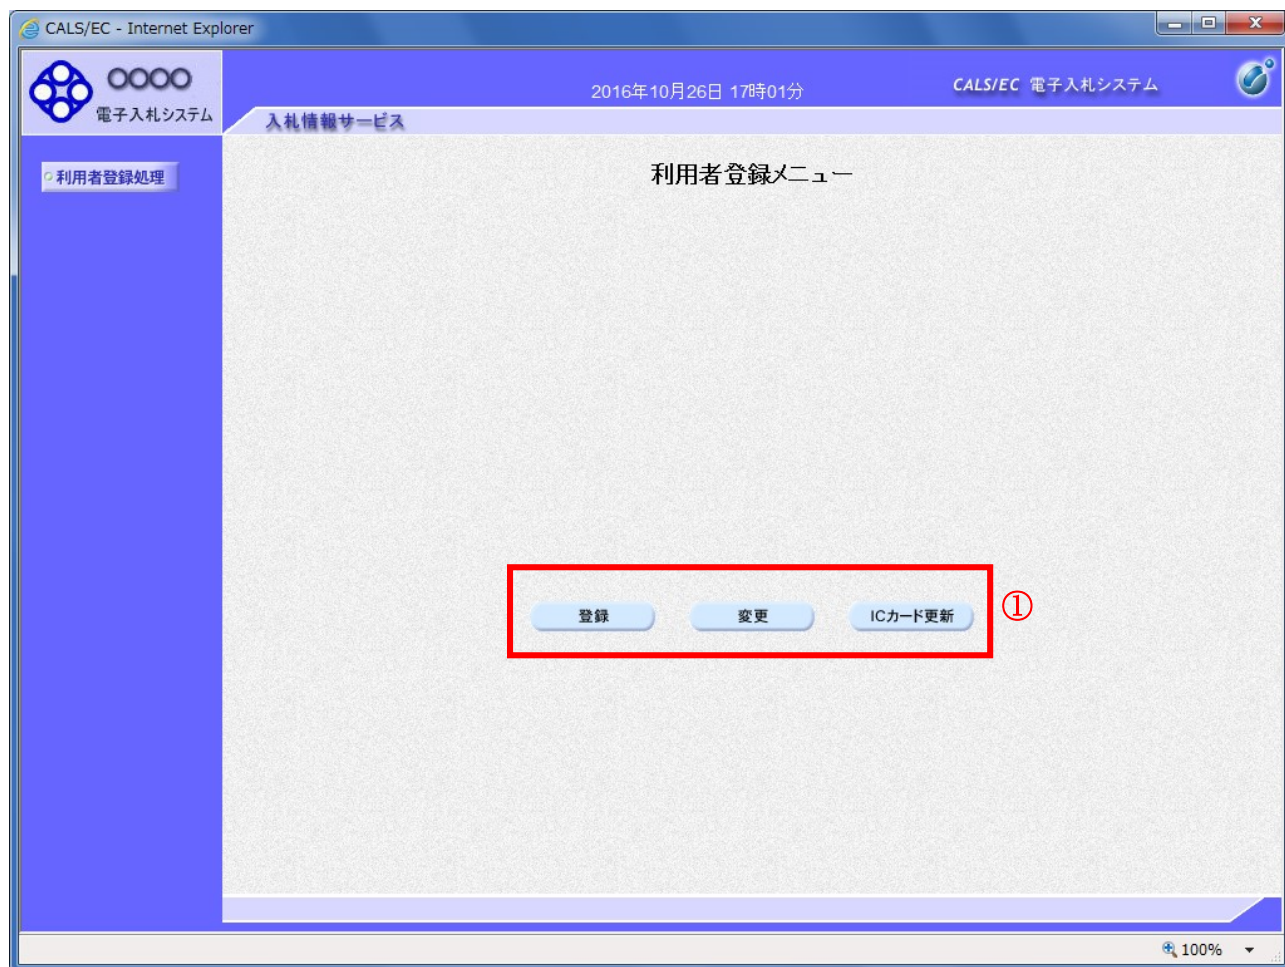 CALS/EC - Internet Explorer
〇〇〇〇
電子入札システム
2016年10月26日 17時01分
CALS/EC 電子入札システム
入札情報サービス
利用者登録処理
利用者登録メニュー
登録
変更
ICカード更新
①
100%